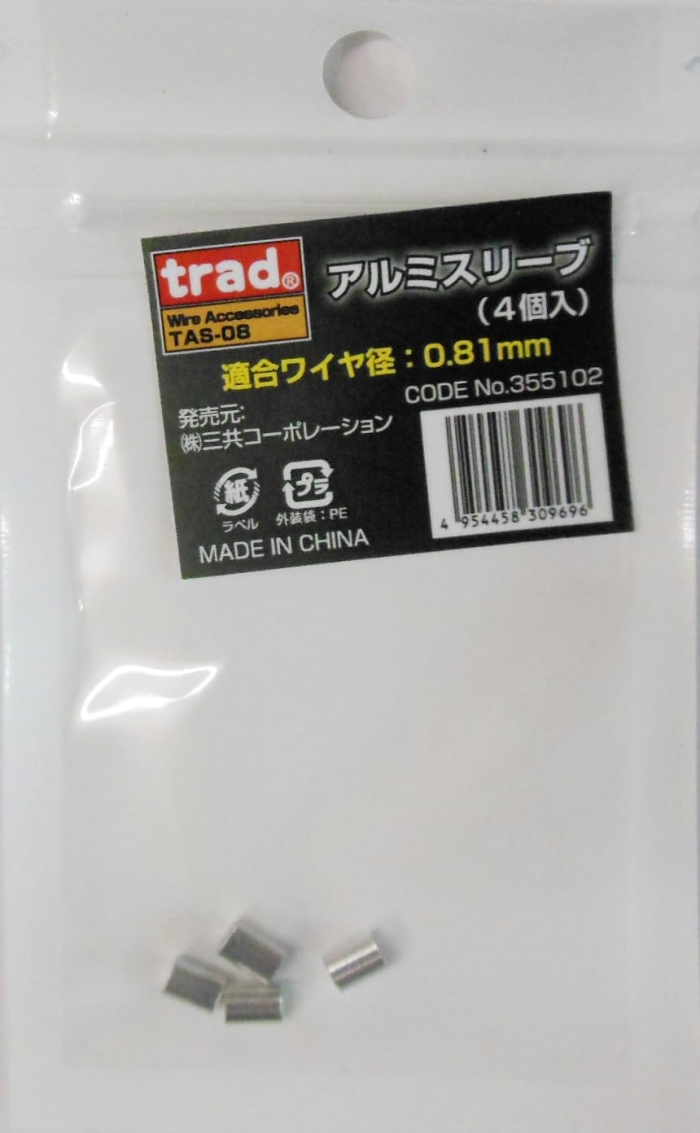 trad®
Wire Accessories
TAS-08
アルミスリーブ
(4個入)
適合ワイヤ径：0.81mm
CODE No.355102
発売元:
㈱三共コーポレーション
紙
ラベル
プラ
外装袋：PE
4 954458 309696
MADE IN CHINA